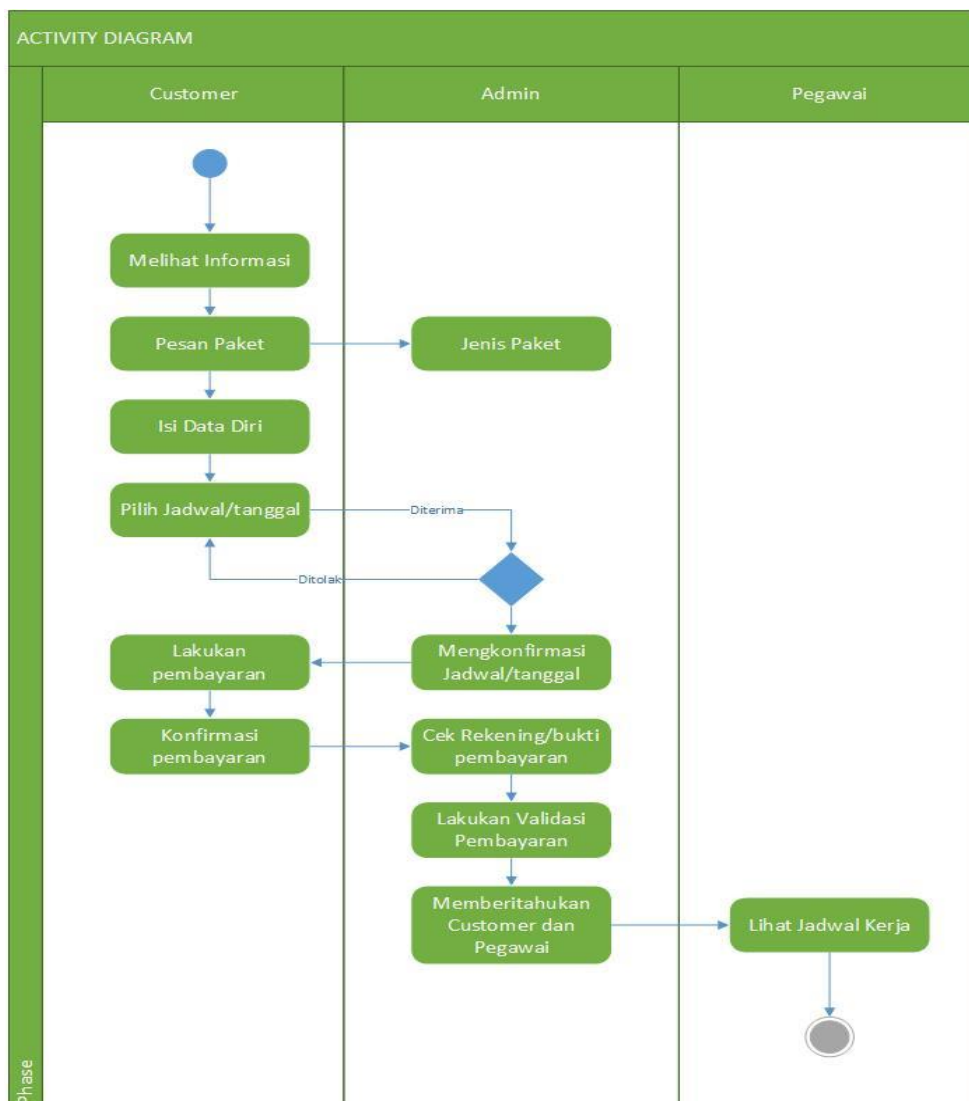 ACTIVITY DIAGRAM
Customer
Admin
Pegawai
Melihat Informasi
Pesan Paket
Jenis Paket
Isi Data Diri
Pilih Jadwal/tanggal
Diterima
Ditolak
Lakukan
pembayaran
Mengkonfirmasi
Jadwal/tanggal
Konfirmasi
pembayaran
Cek Rekening/bukti
pembayaran
Lakukan Validasi
Pembayaran
Memberitahukan
Customer dan
Pegawai
Lihat Jadwal Kerja
Phase